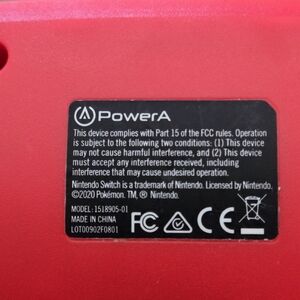 PowerA
This device complies with Part 15 of the FCC rules. Operation
is subject to the following two conditions: (1) This device
may not cause harmful interference, and (2) This device
must accept any interference received, including
interference that may cause undesired operation.
Nintendo Switch is a trademark of Nintendo. Licensed by Nintendo.
©2020 Pokémon. TM, ® Nintendo.
MODEL: 1518905-01
MADE IN CHINA
LOT00902F0801
CE FC